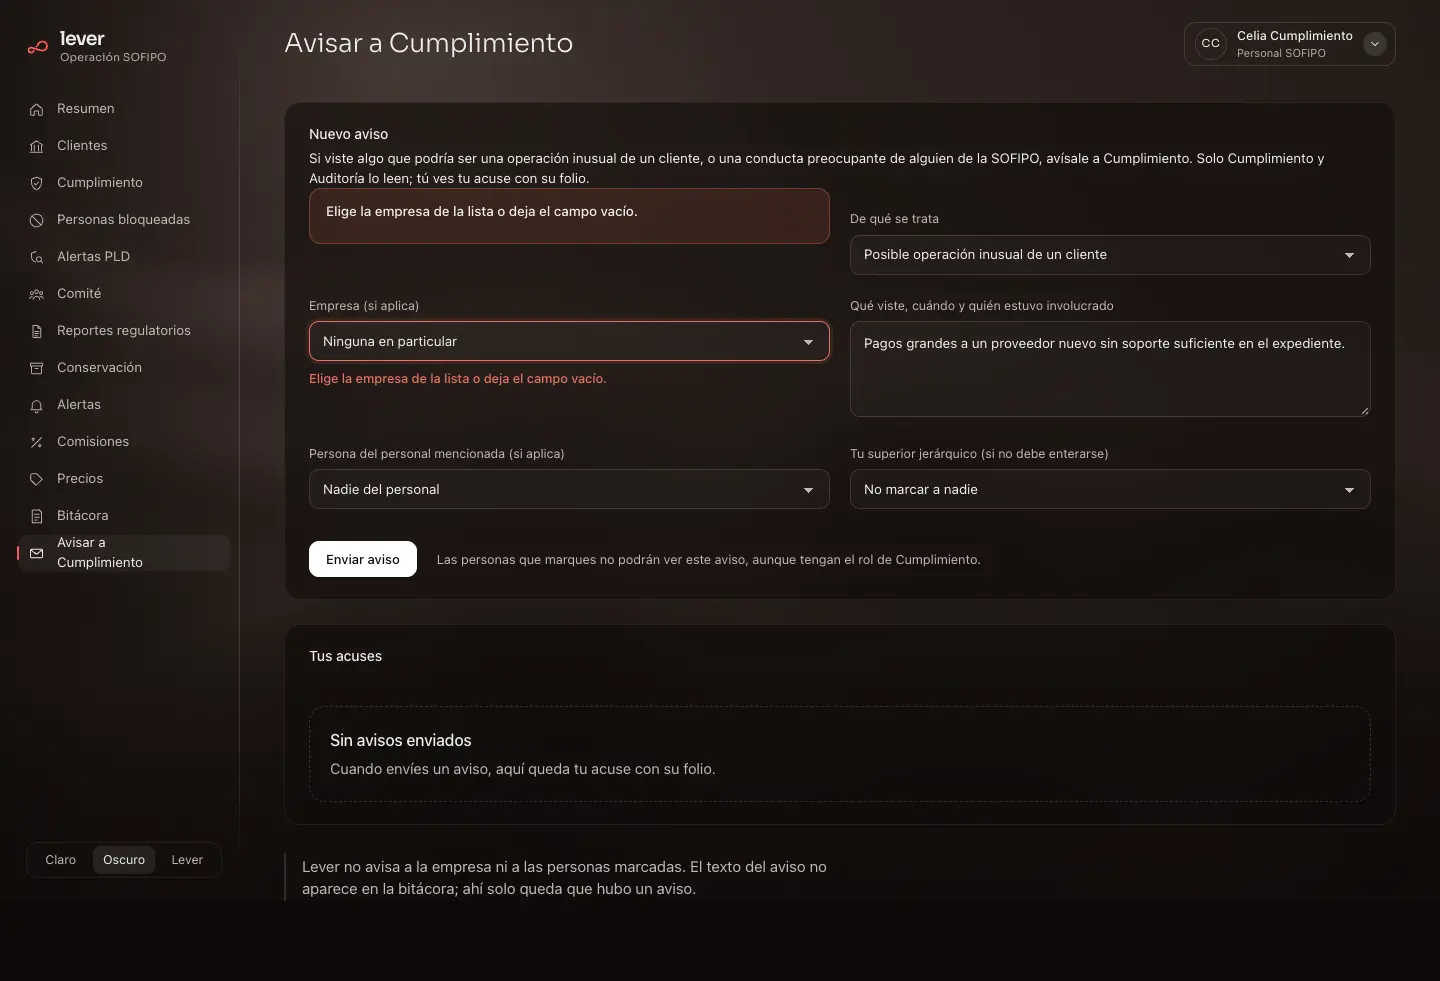 lever
Operación SOFIPO
Resumen
Clientes
Cumplimiento
Personas bloqueadas
Alertas PLD
Comité
Reportes regulatorios
Conservación
Alertas
Comisiones
Precios
Bitácora
Avisar a
Cumplimiento
Claro
Oscuro
Lever
Avisar a Cumplimiento
CC
Celia Cumplimiento
Personal SOFIPO
Nuevo aviso
Si viste algo que podría ser una operación inusual de un cliente, o una conducta preocupante de alguien de la SOFIPO, avísale a Cumplimiento. Solo Cumplimiento y
Auditoría lo leen; tú ves tu acuse con su folio.
Elige la empresa de la lista o deja el campo vacío.
De qué se trata
Posible operación inusual de un cliente
Empresa (si aplica)
Ninguna en particular
Elige la empresa de la lista o deja el campo vacío.
Qué viste, cuándo y quién estuvo involucrado
Pagos grandes a un proveedor nuevo sin soporte suficiente en el expediente.
Persona del personal mencionada (si aplica)
Nadie del personal
Tu superior jerárquico (si no debe enterarse)
No marcar a nadie
Enviar aviso
Las personas que marques no podrán ver este aviso, aunque tengan el rol de Cumplimiento.
Tus acuses
Sin avisos enviados
Cuando envíes un aviso, aquí queda tu acuse con su folio.
Lever no avisa a la empresa ni a las personas marcadas. El texto del aviso no
aparece en la bitácora; ahí solo queda que hubo un aviso.